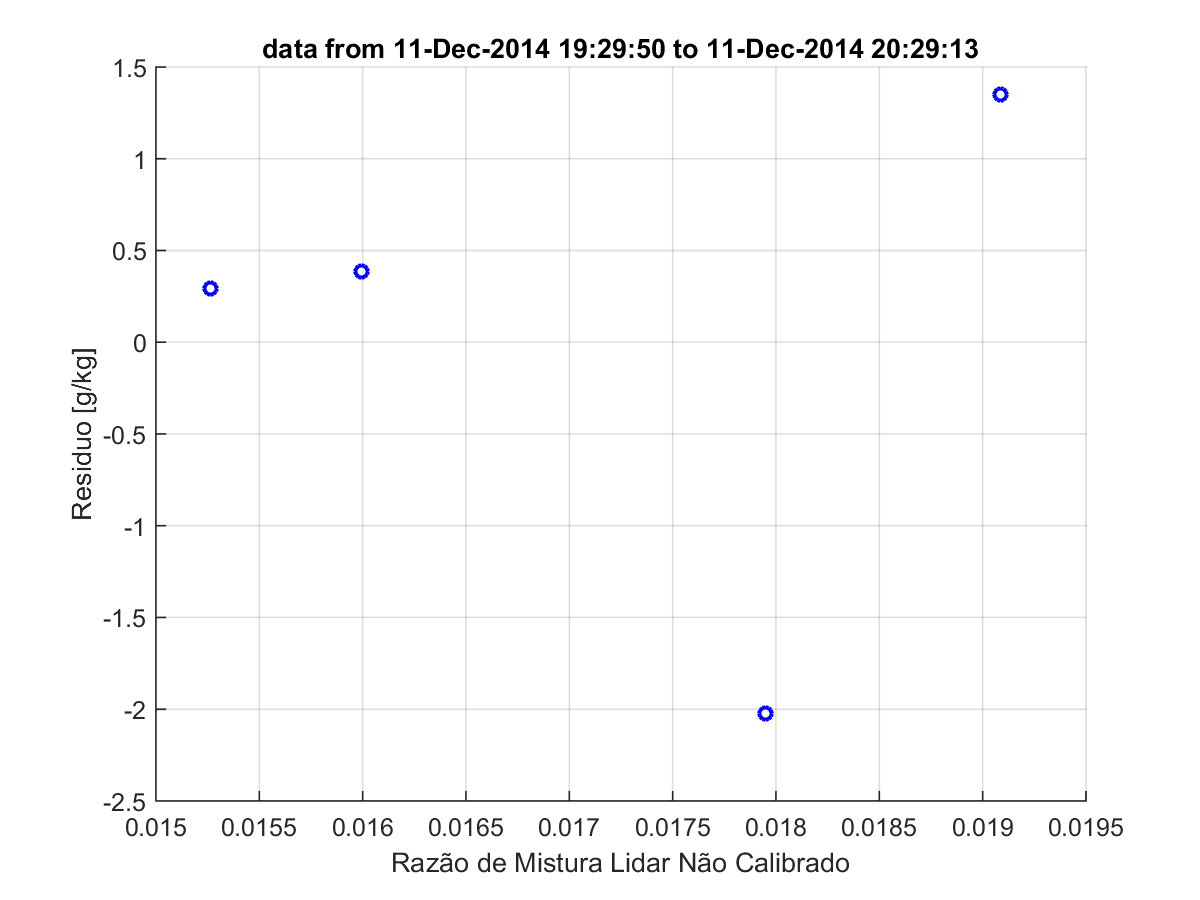 data from 11-Dec-2014 19:29:50 to 11-Dec-2014 20:29:13
1.5
1
0.5
0
-0.5
-1
-1.5
-2
-2.5
Residuo [g/kg]
0.015 0.0155 0.016 0.0165 0.017 0.0175 0.018 0.0185 0.019 0.0195
Razão de Mistura Lidar Não Calibrado